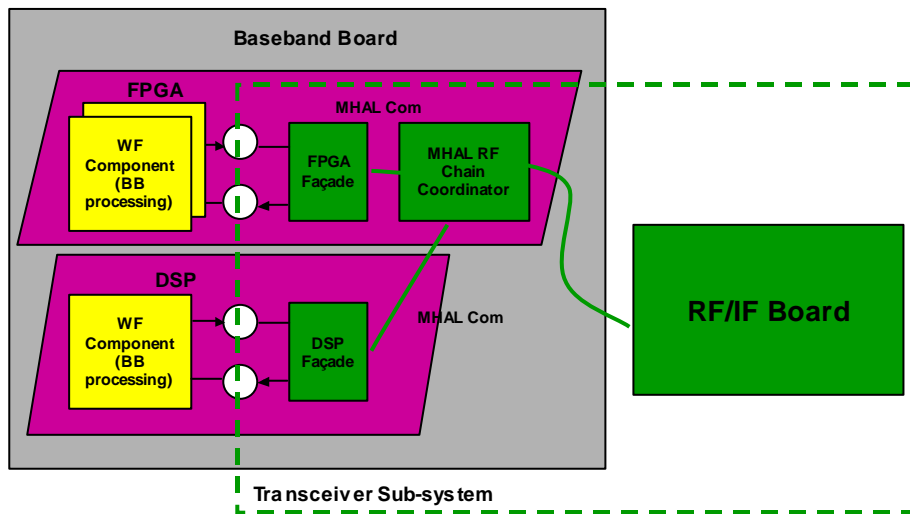 Baseband Board
FPGA
MHAL Com
WF
Component
(BB
processing)
FPGA
Façade
MHAL RF
Chain
Coordinator
DSP
WF
Component
(BB
processing)
DSP
Façade
MHAL Com
RF/IF Board
Transceiver Sub-system